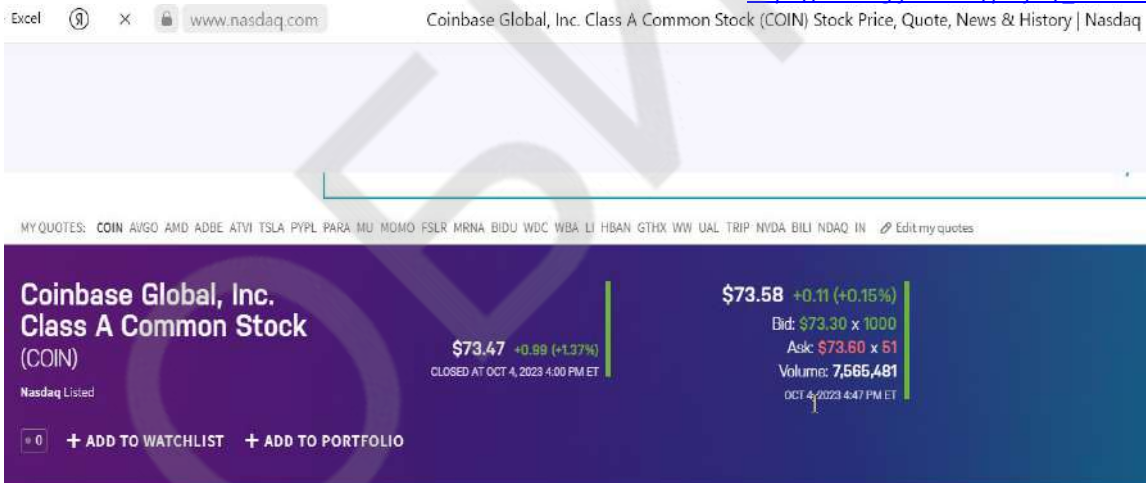 Excel Я www.nasdaq.com Coinbase Global, Inc. Class A Common Stock (COIN) Stock Price, Quote, News & History | Nasdaq
MY QUOTES: COIN AVGO AMD ADBE ATVI TSLA PYPL PARA MU MOMO FSLR MRNA BIDU WDC WBA LI HBAN GTHX WW UAL TRIP NVDA BILI NDAQ IN Edit my quotes
Coinbase Global, Inc.
Class A Common Stock
(COIN)
Nasdaq Listed
$73.47 +0.99 (+1.37%)
CLOSED AT OCT 4, 2023 4:00 PM ET
$73.58 +0.11 (+0.15%)
Bid: $73.30 x 1000
Ask: $73.60 x 51
Volume: 7,565,481
OCT 4, 2023 4:47 PM ET
0 + ADD TO WATCHLIST + ADD TO PORTFOLIO